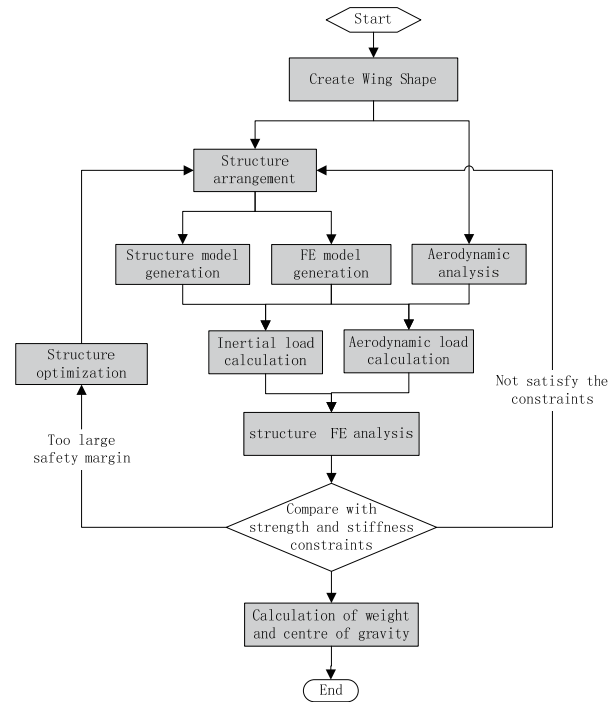 Start
Create Wing Shape
Structure
arrangement
Structure model
generation
FE model
generation
Aerodynamic
analysis
Inertial load
calculation
Aerodynamic load
calculation
Structure
optimization
Not satisfy the
constraints
structure FE analysis
Too large
safety margin
Compare with
strength and stiffness
constraints
Calculation of weight
and centre of gravity
End